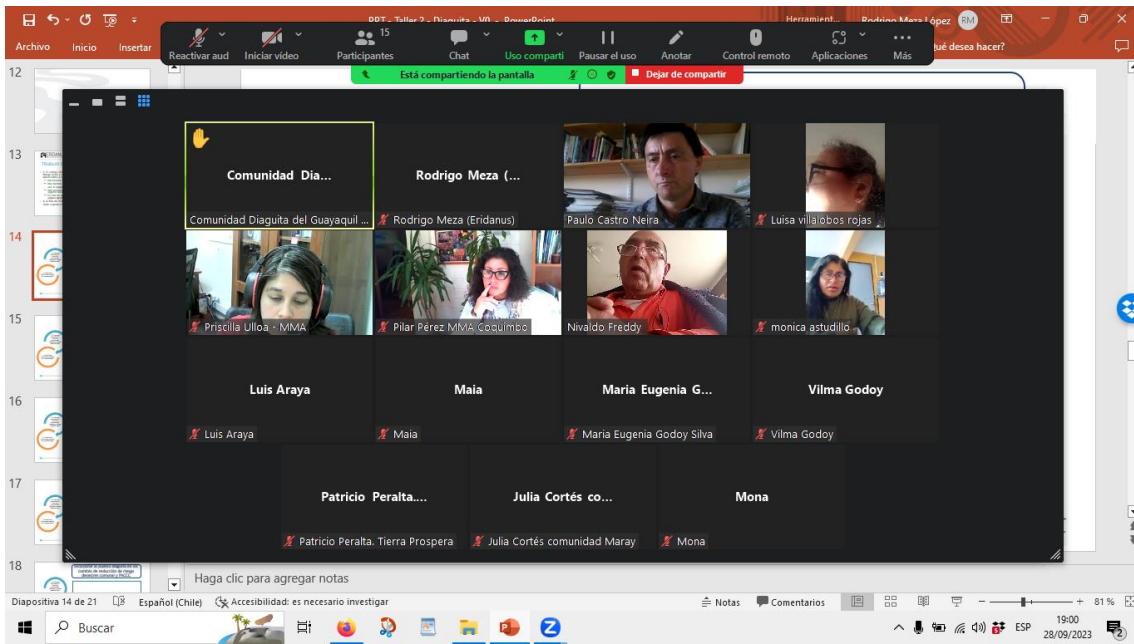 PPT - Taller 2 - Diaguita - V0 - PowerPoint
Herramient... Rodrigo Meza López RM
Archivo Inicio Insertar
Reactivar aud Iniciar vídeo Participantes 15 Chat Uso comparti Pausar el uso Anotar Control remoto Aplicaciones Más
qué desea hacer?
Está compartiendo la pantalla Dejar de compartir
12
13
14
15
16
17
18
Comunidad Dia...
Comunidad Diaguita del Guayaquil ...
Rodrigo Meza (...
Rodrigo Meza (Eridanus)
Paulo Castro Neira
Luisa villalobos rojas
Priscilla Ulloa - MMA
Pilar Pérez MMA Coquimbo
Nivaldo Freddy
monica astudillo
Luis Araya
Luis Araya
Maia
Maia
Maria Eugenia G...
Maria Eugenia Godoy Silva
Vilma Godoy
Vilma Godoy
Patricio Peralta....
Patricio Peralta. Tierra Prospera
Julia Cortés co...
Julia Cortés comunidad Maray
Mona
Mona
Haga clic para agregar notas
Diapositiva 14 de 21 Español (Chile) Accesibilidad: es necesario investigar Notas Comentarios 81 %
Buscar
ESP
19:00
28/09/2023
2